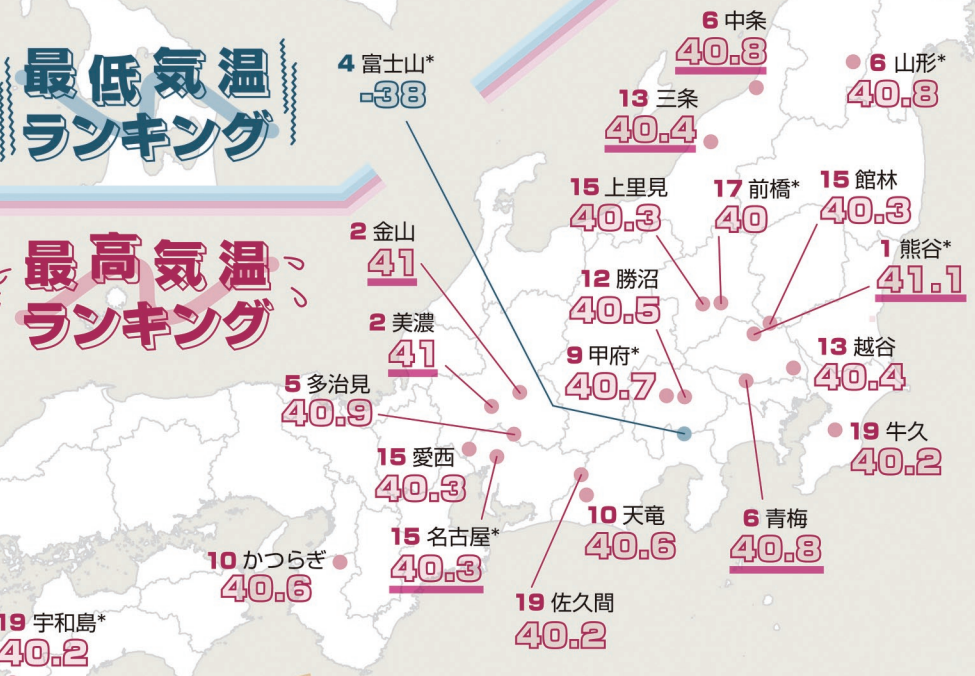 最低気温
ランキング
4 富士山*
-38
6 中条
40.8
6 山形*
40.8
13 三条
40.4
最高気温
ランキング
15 上里見
40.3
17 前橋*
40
15 館林
40.3
2 金山
41
1 熊谷*
41.1
12 勝沼
40.5
2 美濃
41
9 甲府*
40.7
13 越谷
40.4
5 多治見
40.9
19 牛久
40.2
15 愛西
40.3
10 天竜
40.6
6 青梅
40.8
15 名古屋*
40.3
10 かつらぎ
40.6
19 佐久間
40.2
19 宇和島*
40.2